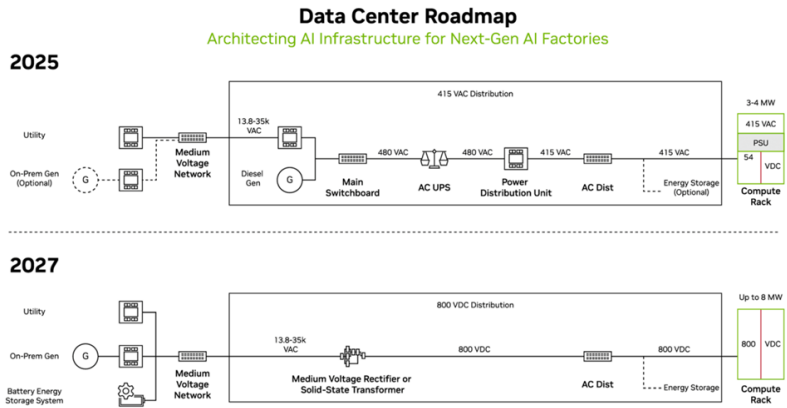 Data Center Roadmap
Architecting AI Infrastructure for Next-Gen AI Factories
2025
415 VAC Distribution
3-4 MW
13.8-35k
VAC
415 VAC
Utility
PSU
Medium
Voltage
Network
480 VAC
480 VAC
415 VAC
415 VAC
54
VDC
On-Prem Gen
(Optional)
G
Diesel
Gen
G
Main
Switchboard
AC UPS
Power
Distribution Unit
AC Dist
Energy Storage
(Optional)
Compute
Rack
2027
800 VDC Distribution
Up to 8 MW
Utility
13.8-35k
VAC
800 VDC
800 VDC
800
VDC
On-Prem Gen
G
Medium
Voltage
Network
Medium Voltage Rectifier or
Solid-State Transformer
AC Dist
Energy Storage
Compute
Rack
Battery Energy
Storage System